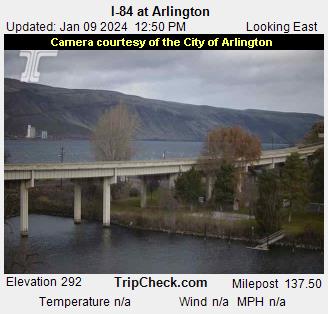 I-84 at Arlington
Updated: Jan 09 2024 12:50 PM Looking East
Camera courtesy of the City of Arlington
Elevation 292 TripCheck.com Milepost 137.50
Temperature n/a Wind n/a MPH n/a